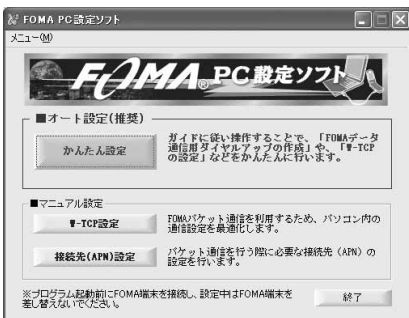 FOMA PC設定ソフト
メニュー(M)
FOMA® PC設定ソフト
■オート設定(推奨)
かんたん設定
ガイドに従い操作することで、「FOMAデータ
通信用ダイヤルアップの作成」や、「W-TCP
の設定」などをかんたんに行います。
■マニュアル設定
W-TCP設定
FOMAパケット通信を利用するため、パソコン内の
通信設定を最適化します。
接続先(APN)設定
パケット通信を行う際に必要な接続先（APN）の
設定を行います。
※プログラム起動前にFOMA端末を接続し、設定中はFOMA端末を
差し替えないでください。
終了